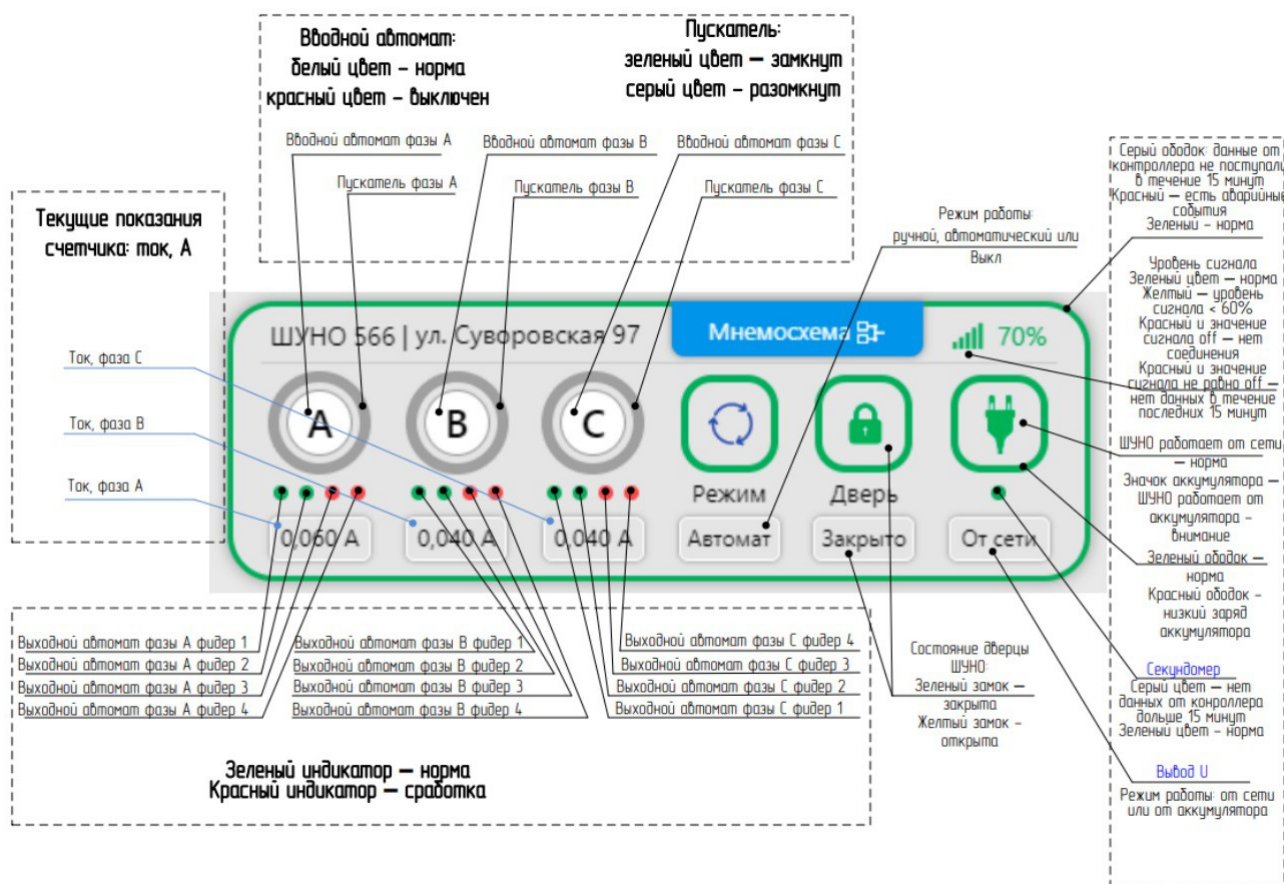 Вводной автомат:
белый цвет – норма
красный цвет – выключен
Пускатель:
зеленый цвет — замкнут
серый цвет – разомкнут
Вводной автомат фазы А
Вводной автомат фазы В
Вводной автомат фазы С
Пускатель фазы А
Пускатель фазы В
Пускатель фазы С
Текущие показания
счетчика: ток, А
Режим работы:
ручной, автоматический или
Выкл
Серый ободок: данные от
контроллера не поступали
в течение 15 минут
Красный — есть аварийные
события
Зеленый – норма
Уровень сигнала
Зеленый цвет — норма
Желтый — уровень
сигнала < 60%
Красный и значение
сигнала off – нет
соединения
Красный и значение
сигнала не равно off —
нет данных в течение
последних 15 минут
ШУНО 566 | ул. Суворовская 97
Мнемосхема
70%
Ток, фаза С
Ток, фаза В
Ток, фаза А
A
B
C
Режим
Дверь
0,060 А
0,040 А
0,040 А
Автомат
Закрыто
От сети
ШУНО работает от сети
— норма
Значок аккумулятора —
ШУНО работает от
аккумулятора –
внимание
Зеленый ободок —
норма
Красный ободок –
низкий заряд
аккумулятора
Выходной автомат фазы А фидер 1
Выходной автомат фазы А фидер 2
Выходной автомат фазы А фидер 3
Выходной автомат фазы А фидер 4
Выходной автомат фазы В фидер 1
Выходной автомат фазы В фидер 2
Выходной автомат фазы В фидер 3
Выходной автомат фазы В фидер 4
Выходной автомат фазы С фидер 4
Выходной автомат фазы С фидер 3
Выходной автомат фазы С фидер 2
Выходной автомат фазы С фидер 1
Состояние дверцы
ШУНО:
Зеленый замок —
закрыта
Желтый замок –
открыта
Секундомер
Серый цвет — нет
данных от конроллера
дольше 15 минут
Зеленый цвет – норма
Вывод U
Режим работы: от сети
или от аккумулятора
Зеленый индикатор — норма
Красный индикатор — сработка